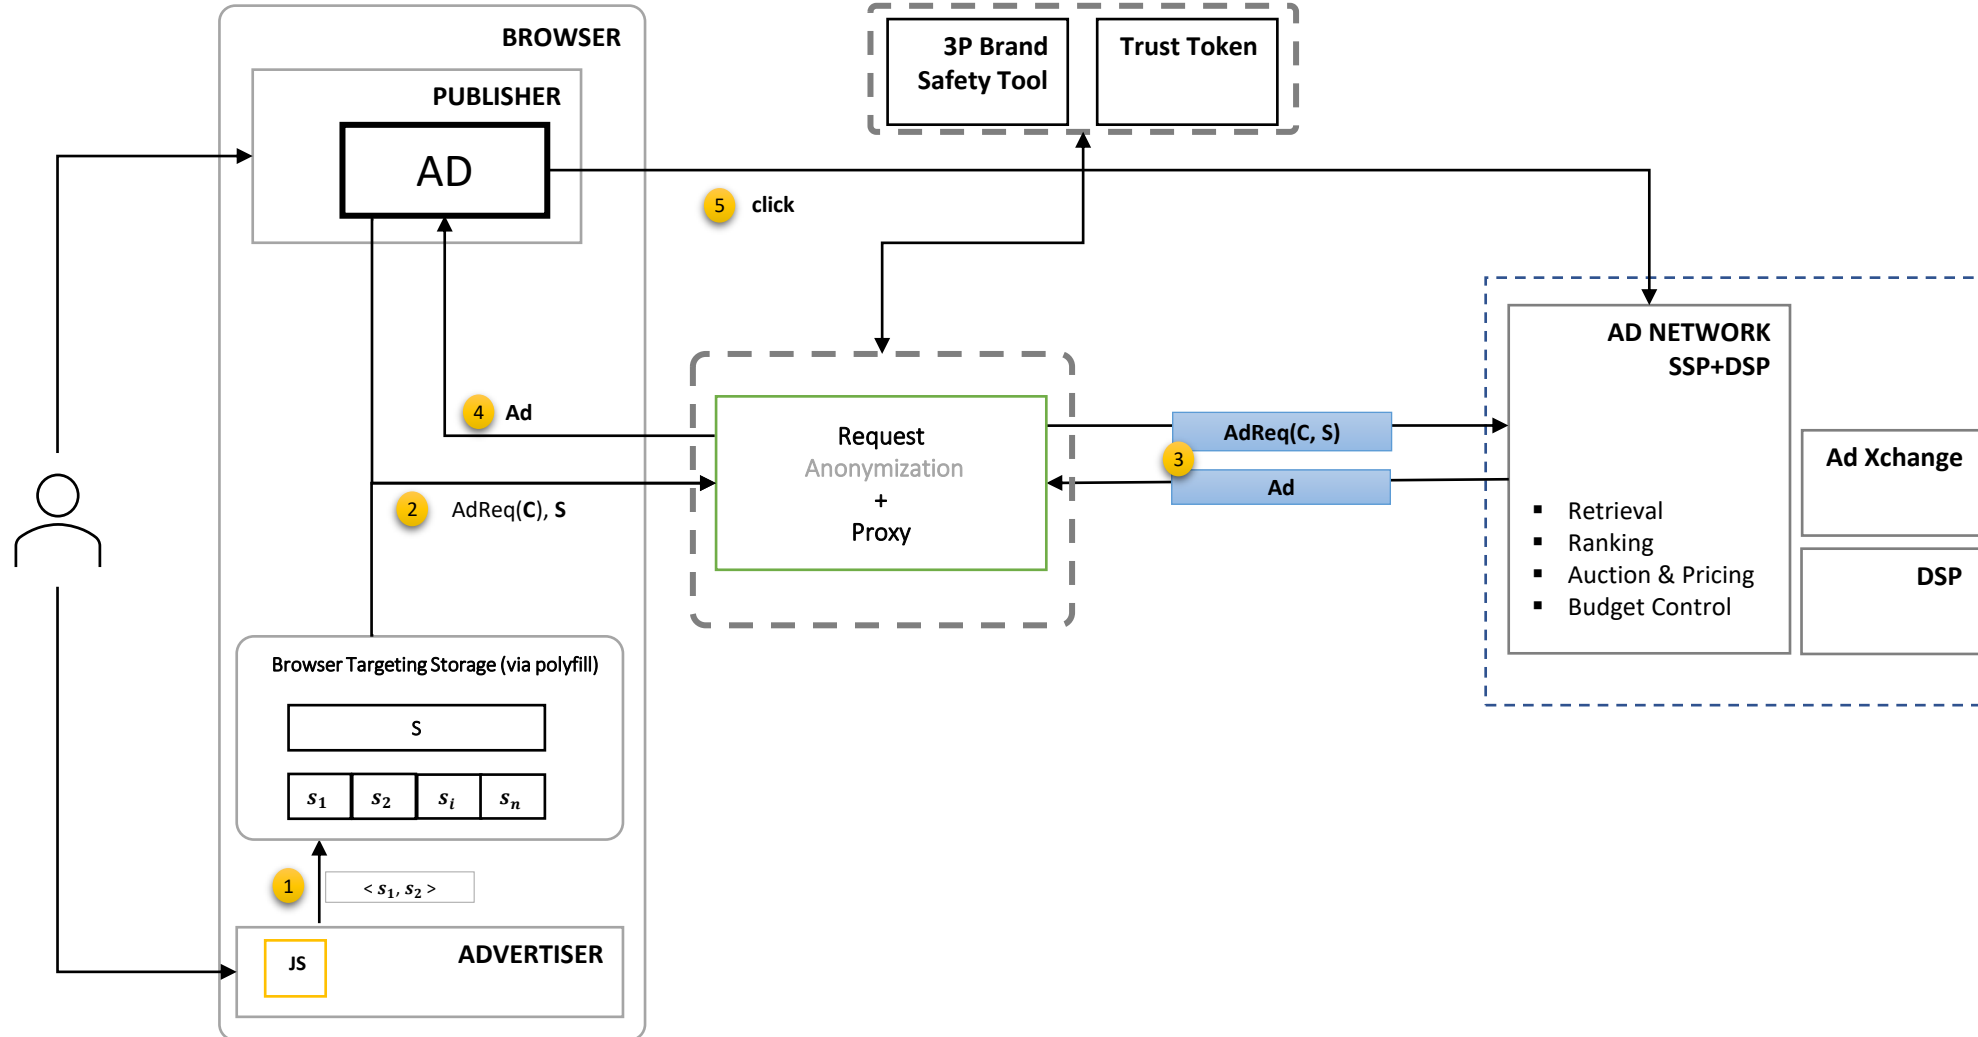 BROWSER
PUBLISHER
AD
3P Brand
Safety Tool
Trust Token
5 click
AD NETWORK
SSP+DSP
▪ Retrieval
▪ Ranking
▪ Auction & Pricing
▪ Budget Control
Ad Xchange
DSP
4 Ad
Request
Anonymization
+
Proxy
AdReq(C, S)
3
Ad
2 AdReq(C), S
Browser Targeting Storage (via polyfill)
S
s₁ s₂ sᵢ sₙ
1 < s₁, s₂ >
JS
ADVERTISER